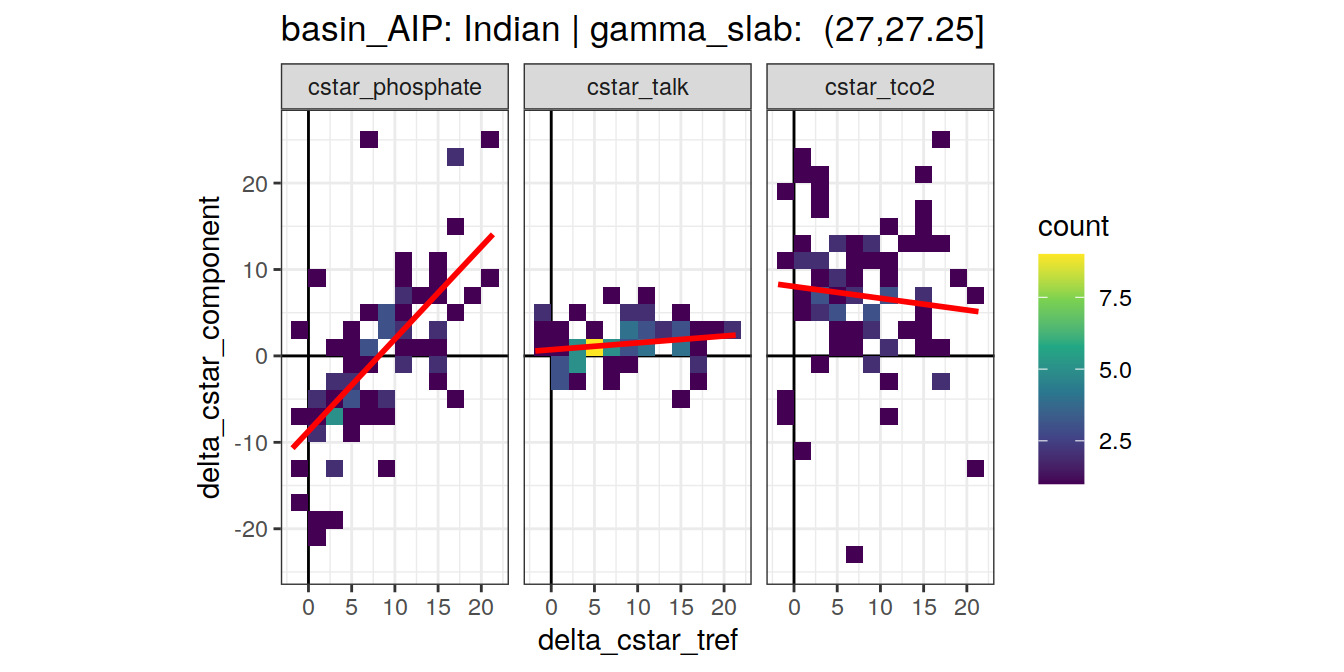 basin_AIP: Indian | gamma_slab:  (27,27.25]
cstar_phosphate
cstar_talk
cstar_tco2
delta_cstar_component
20
10
0
-10
-20
0 5 10 15 20
0 5 10 15 20
0 5 10 15 20
delta_cstar_tref
count
7.5
5.0
2.5